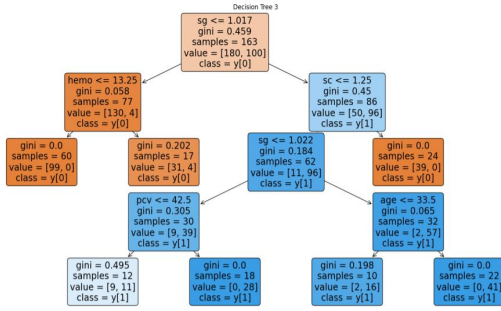 Decision Tree 3
sg <= 1.017
gini = 0.459
samples = 163
value = [180, 100]
class = y[0]
hemo <= 13.25
gini = 0.058
samples = 77
value = [130, 4]
class = y[0]
sc <= 1.25
gini = 0.45
samples = 86
value = [50, 96]
class = y[1]
gini = 0.0
samples = 60
value = [99, 0]
class = y[0]
gini = 0.202
samples = 17
value = [31, 4]
class = y[0]
sg <= 1.022
gini = 0.184
samples = 62
value = [11, 96]
class = y[1]
gini = 0.0
samples = 24
value = [39, 0]
class = y[0]
pcv <= 42.5
gini = 0.305
samples = 30
value = [9, 39]
class = y[1]
age <= 33.5
gini = 0.065
samples = 32
value = [2, 57]
class = y[1]
gini = 0.495
samples = 12
value = [9, 11]
class = y[1]
gini = 0.0
samples = 18
value = [0, 28]
class = y[1]
gini = 0.198
samples = 10
value = [2, 16]
class = y[1]
gini = 0.0
samples = 22
value = [0, 41]
class = y[1]